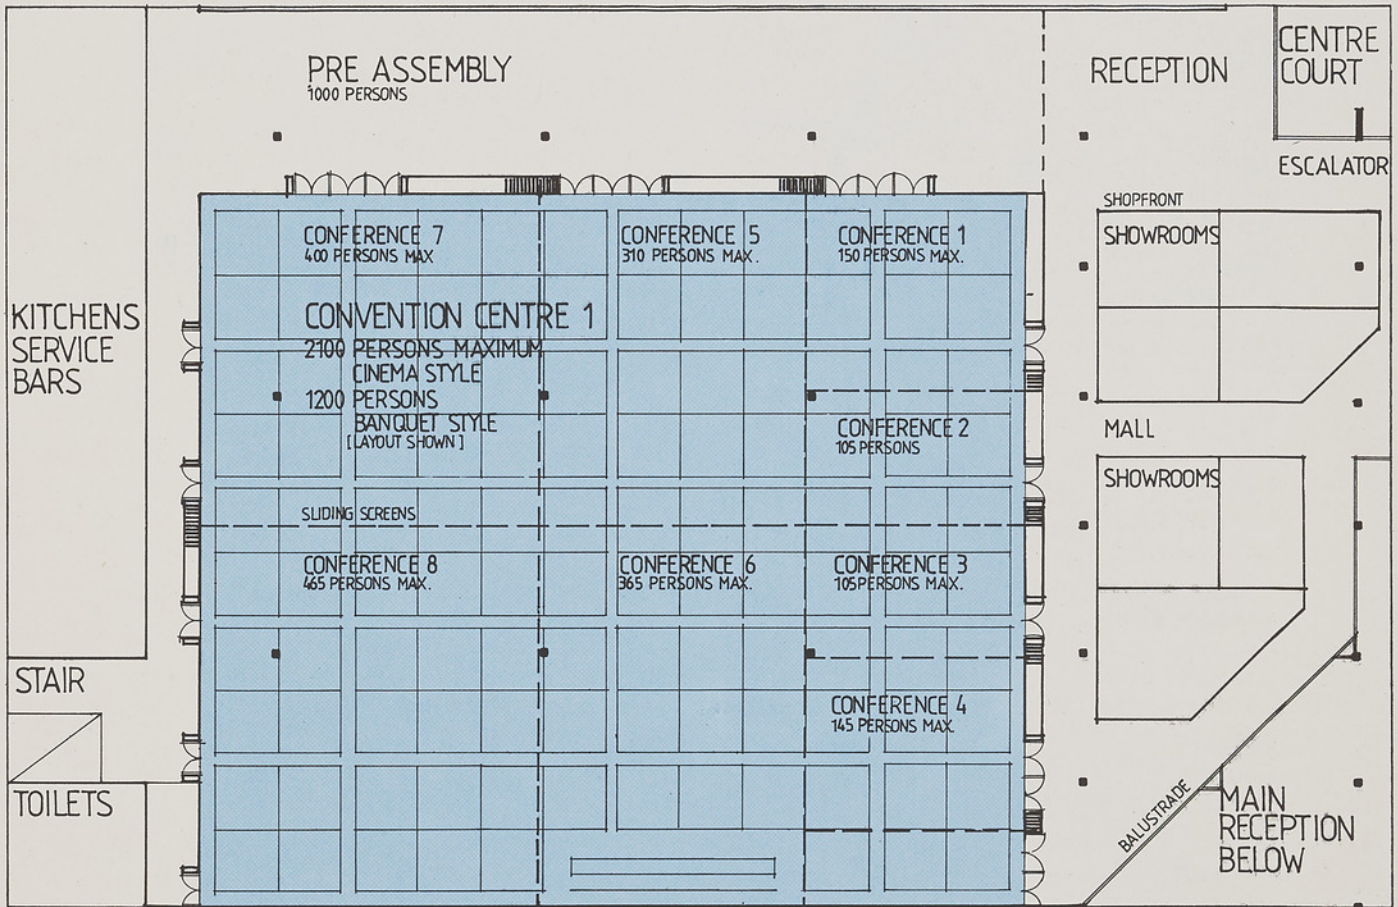 PRE ASSEMBLY
1000 PERSONS
RECEPTION
CENTRE
COURT
ESCALATOR
SHOPFRONT
SHOWROOMS
CONFERENCE 7
400 PERSONS MAX
CONFERENCE 5
310 PERSONS MAX.
CONFERENCE 1
150 PERSONS MAX.
KITCHENS
SERVICE
BARS
CONVENTION CENTRE 1
2100 PERSONS MAXIMUM
CINEMA STYLE
1200 PERSONS
BANQUET STYLE
[LAYOUT SHOWN]
CONFERENCE 2
105 PERSONS
MALL
SHOWROOMS
SLIDING SCREENS
CONFERENCE 8
465 PERSONS MAX.
CONFERENCE 6
365 PERSONS MAX.
CONFERENCE 3
105 PERSONS MAX.
STAIR
CONFERENCE 4
145 PERSONS MAX.
TOILETS
BALUSTRADE
MAIN
RECEPTION
BELOW